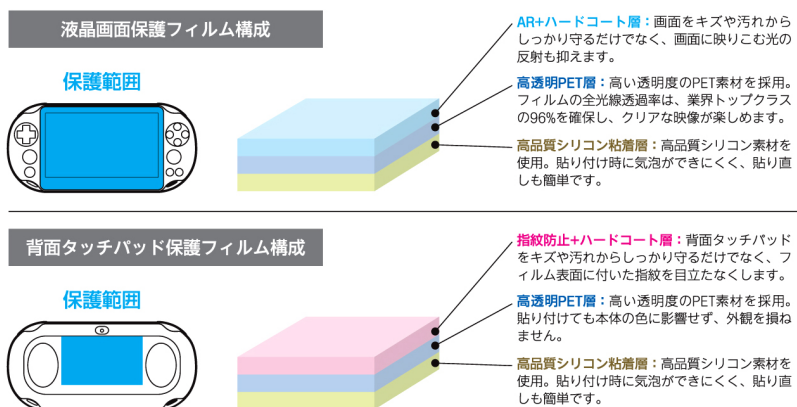 液晶画面保護フィルム構成
保護範囲
AR+ハードコート層：画面をキズや汚れから
しっかり守るだけでなく、画面に映りこむ光の
反射も抑えます。
高透明PET層：高い透明度のPET素材を採用。
フィルムの全光線透過率は、業界トップクラス
の96%を確保し、クリアな映像が楽しめます。
高品質シリコン粘着層：高品質シリコン素材を
使用。貼り付け時に気泡ができにくく、貼り直
しも簡単です。
背面タッチパッド保護フィルム構成
保護範囲
指紋防止+ハードコート層：背面タッチパッド
をキズや汚れからしっかり守るだけでなく、フ
ィルム表面に付いた指紋を目立たなくします。
高透明PET層：高い透明度のPET素材を採用。
貼り付けても本体の色に影響せず、外観を損ね
ません。
高品質シリコン粘着層：高品質シリコン素材を
使用。貼り付け時に気泡ができにくく、貼り直
しも簡単です。